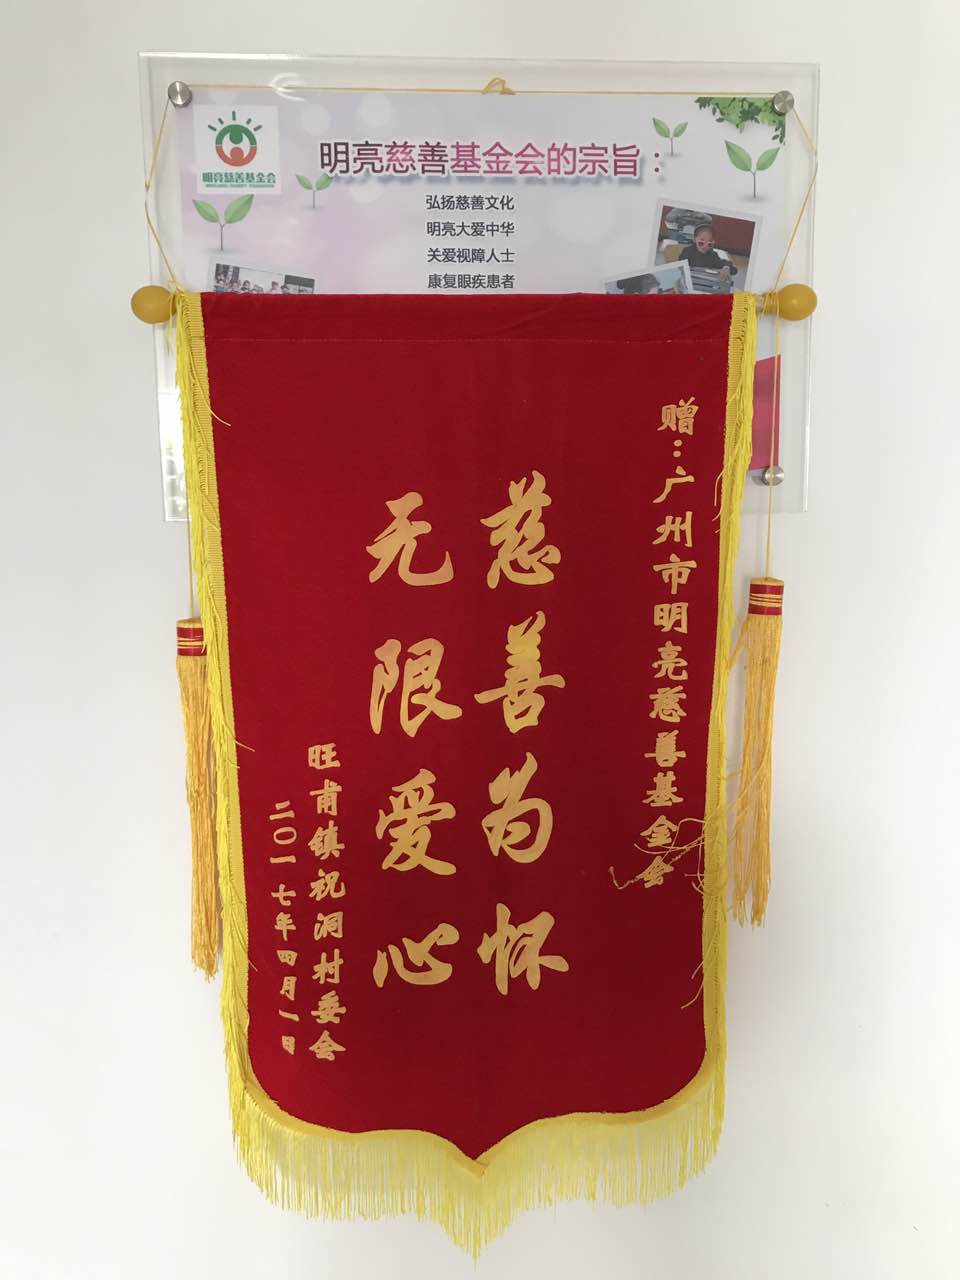 明亮慈善基金会
明亮慈善基金会的宗旨：
弘扬慈善文化
明亮大爱中华
关爱视障人士
康复眼疾患者
赠：广州市明亮慈善基金会
慈善为怀
无限爱心
旺甫镇祝洞村委会
二〇一七年四月一日